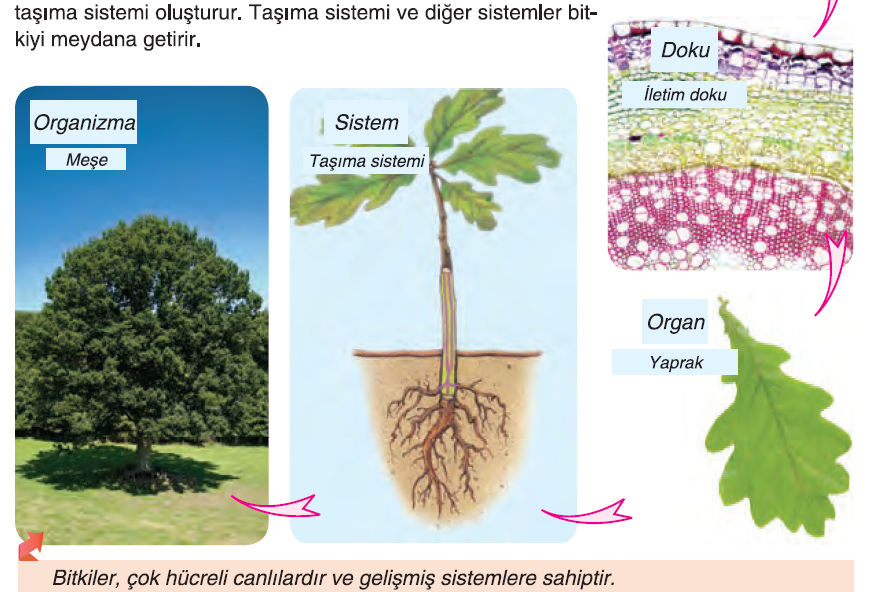 taşıma sistemi oluşturur. Taşıma sistemi ve diğer sistemler bit-
kiyi meydana getirir.
Doku
İletim doku
Organizma
Meşe
Sistem
Taşıma sistemi
Organ
Yaprak
Bitkiler, çok hücreli canlılardır ve gelişmiş sistemlere sahiptir.